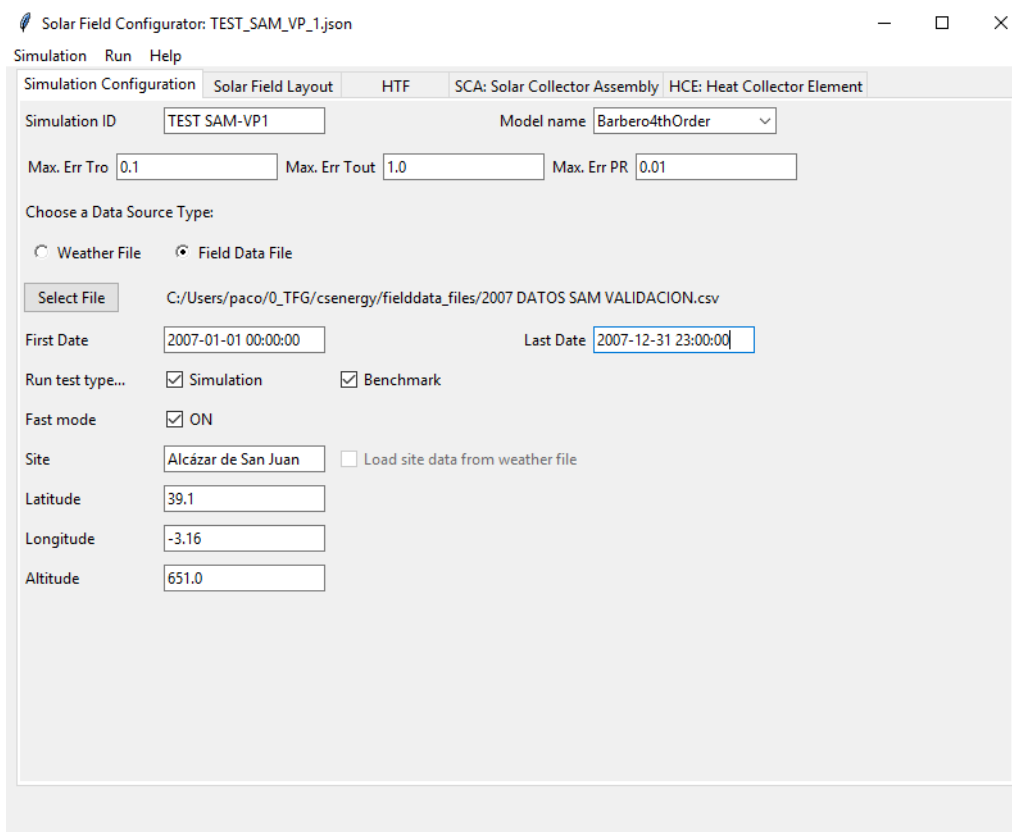 Solar Field Configurator: TEST_SAM_VP_1.json
Simulation Run Help
Simulation Configuration Solar Field Layout HTF SCA: Solar Collector Assembly HCE: Heat Collector Element
Simulation ID TEST SAM-VP1 Model name Barbero4thOrder
Max. Err Tro 0.1 Max. Err Tout 1.0 Max. Err PR 0.01
Choose a Data Source Type:
Weather File Field Data File
Select File C:/Users/paco/0_TFG/csenergy/fielddata_files/2007 DATOS SAM VALIDACION.csv
First Date 2007-01-01 00:00:00 Last Date 2007-12-31 23:00:00
Run test type... Simulation Benchmark
Fast mode ON
Site Alcázar de San Juan Load site data from weather file
Latitude 39.1
Longitude -3.16
Altitude 651.0